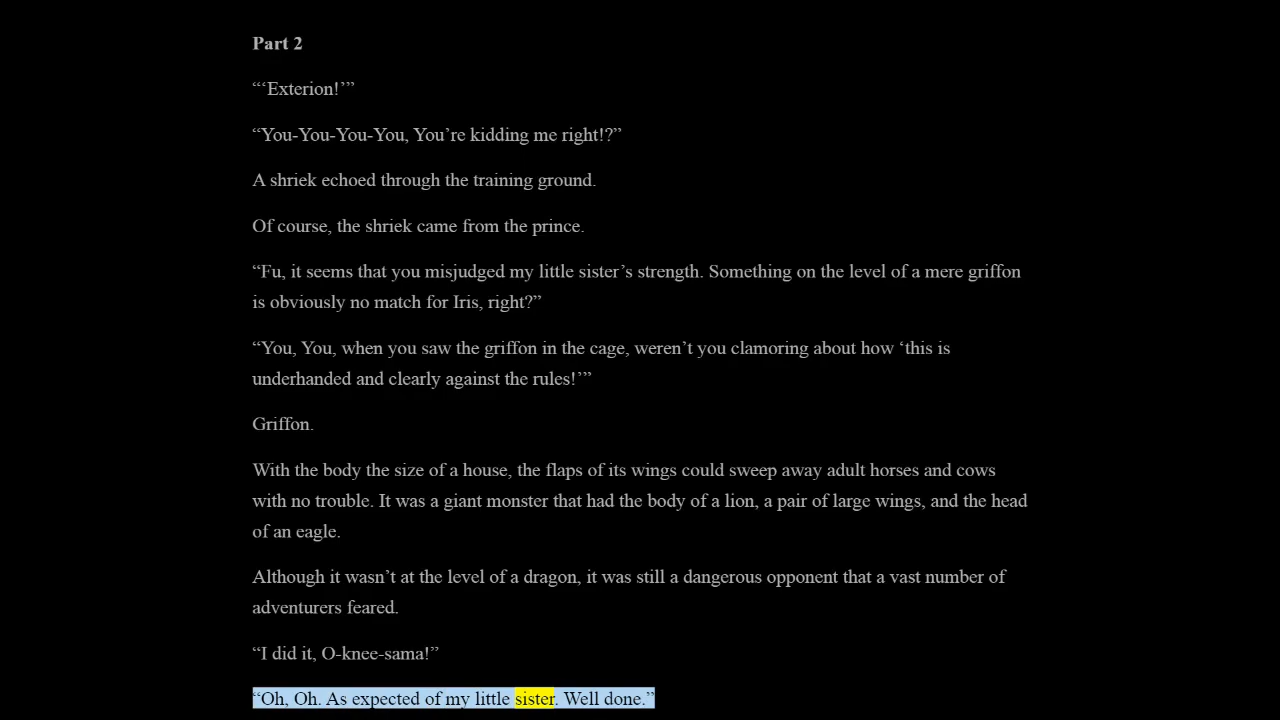 Part 2
“‘Exterion!’”
“You-You-You-You, You’re kidding me right!?”
A shriek echoed through the training ground.
Of course, the shriek came from the prince.
“Fu, it seems that you misjudged my little sister’s strength. Something on the level of a mere griffon
is obviously no match for Iris, right?”
“You, You, when you saw the griffon in the cage, weren’t you clamoring about how ‘this is
underhanded and clearly against the rules!’”
Griffon.
With the body the size of a house, the flaps of its wings could sweep away adult horses and cows
with no trouble. It was a giant monster that had the body of a lion, a pair of large wings, and the head
of an eagle.
Although it wasn’t at the level of a dragon, it was still a dangerous opponent that a vast number of
adventurers feared.
“I did it, O-knee-sama!”
“Oh, Oh. As expected of my little sister. Well done.”